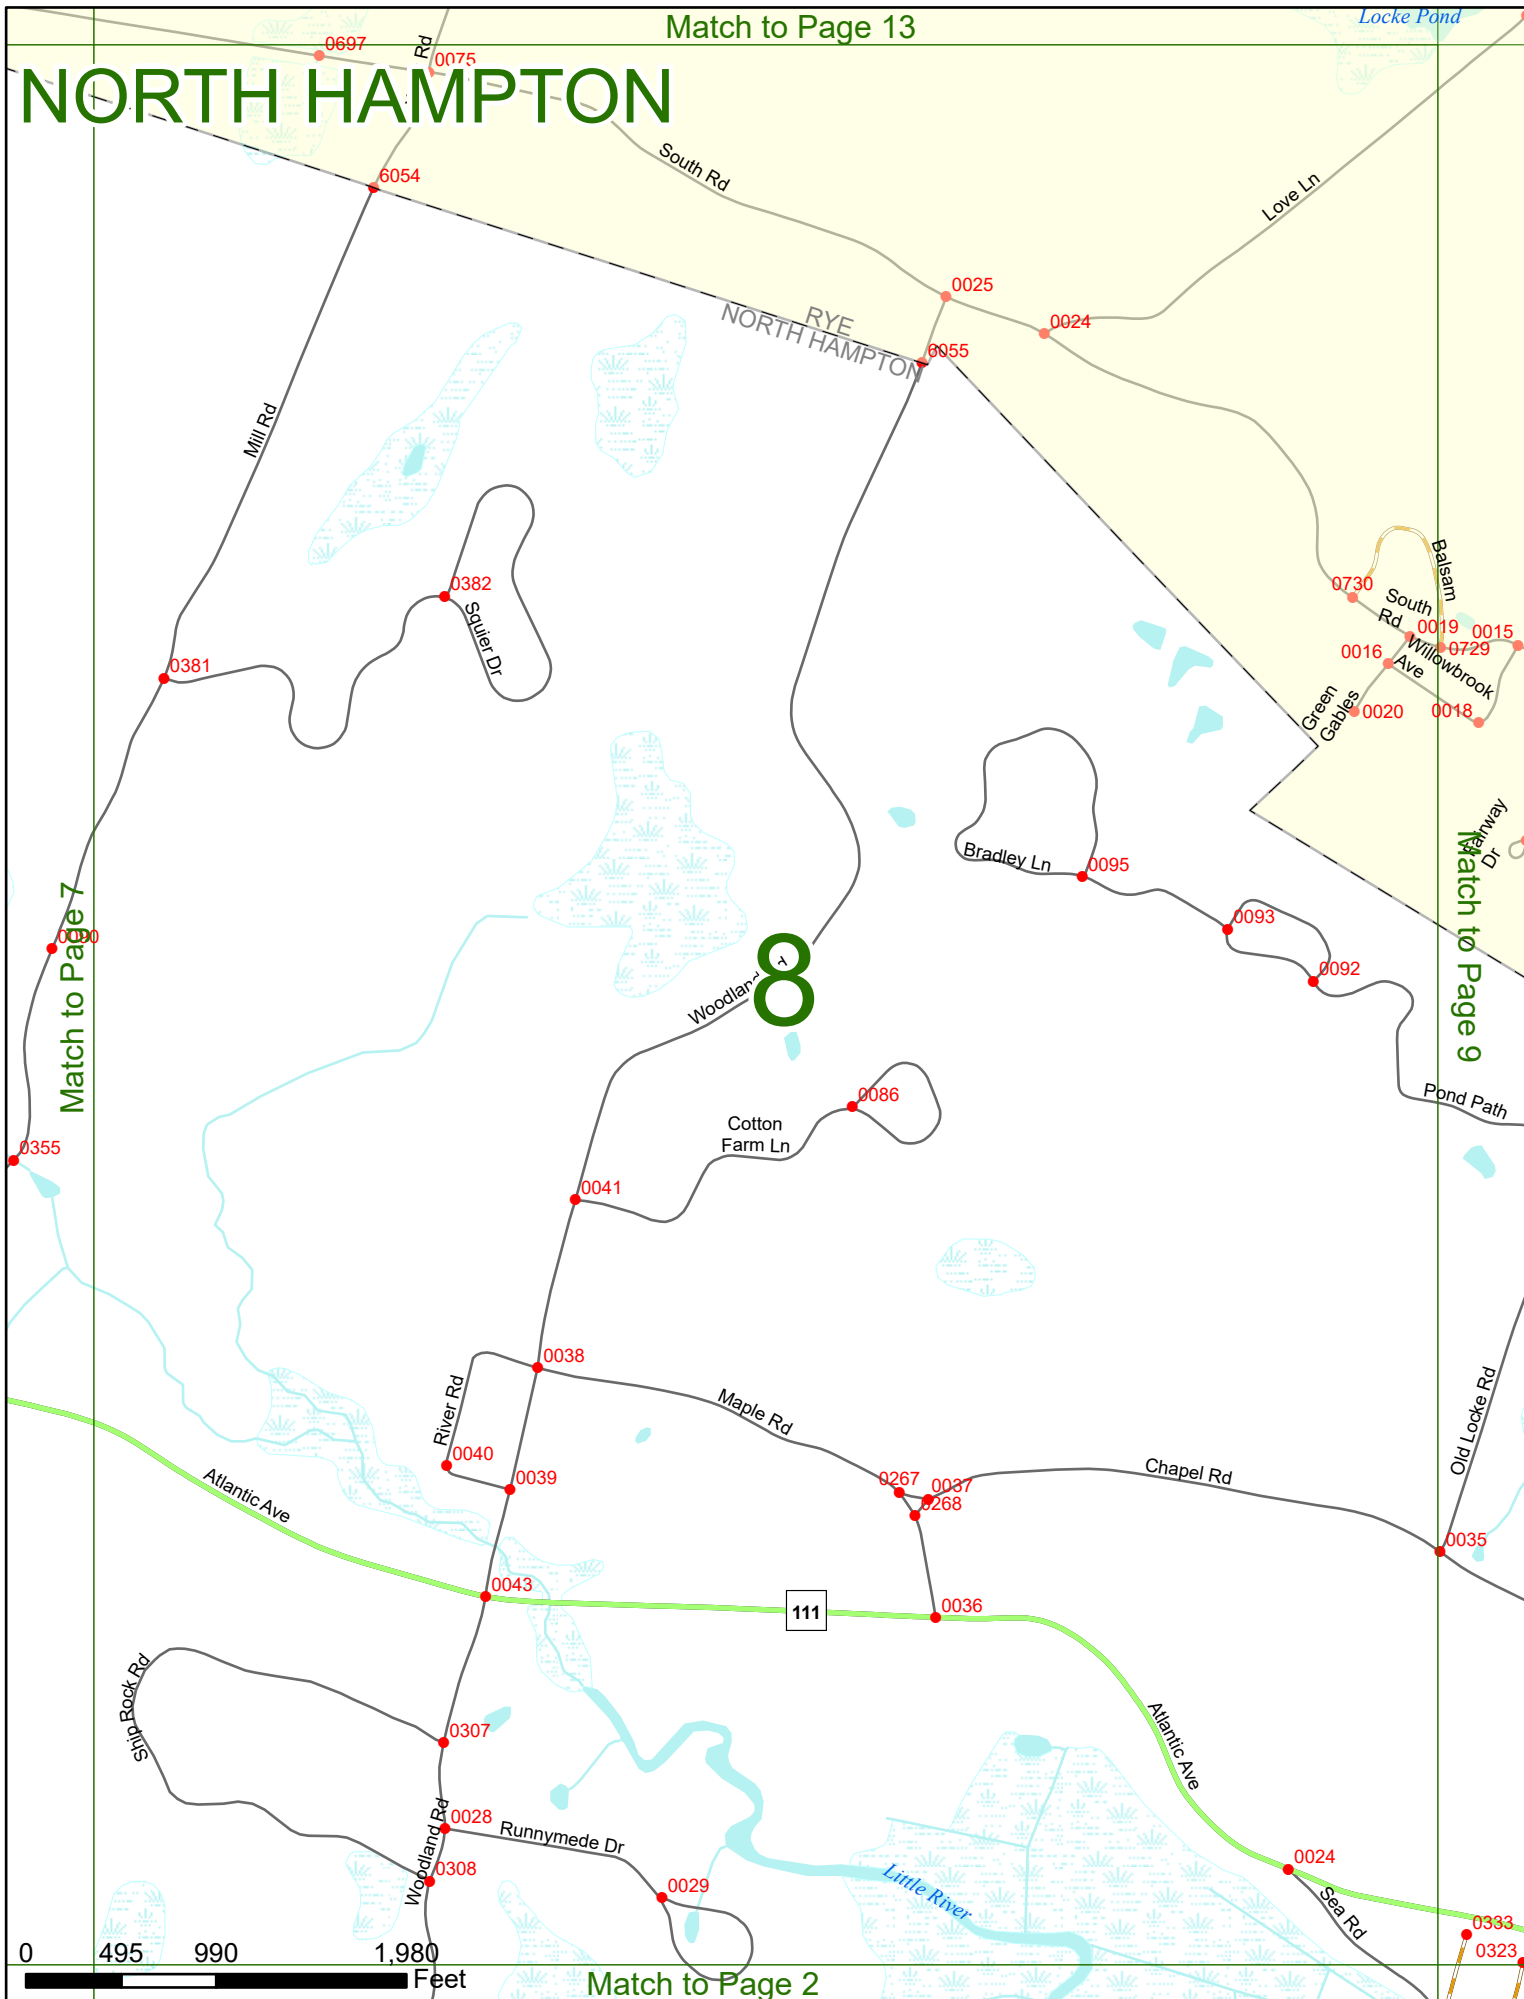 Locke Pond
Match to Page 13
0697
Rd
0075
NORTH HAMPTON
South Rd
6054
Love Ln
0025
0024
RYE
NORTH HAMPTON
6055
Mill Rd
Balsam
0382
0730
South
Rd
0019
0015
Squier Dr
0729
0016
Willowbrook
Ave
0381
Green
Gables
0020
0018
Fairway
Dr
Bradley Ln
0095
Match to Page 7
0090
0093
Match to Page 9
8
0092
Pond Path
0086
Cotton
Farm Ln
0355
0041
0038
River Rd
Maple Rd
Old Locke Rd
0040
0039
Chapel Rd
0267
0037
0268
Atlantic Ave
0035
0043
111
0036
Ship Rock Rd
0307
Atlantic Ave
0028
Woodland Rd
Runnymede Dr
0308
0024
0029
Little River
Sea Rd
0333
0323
0 495 990 1,980
Feet
Match to Page 2